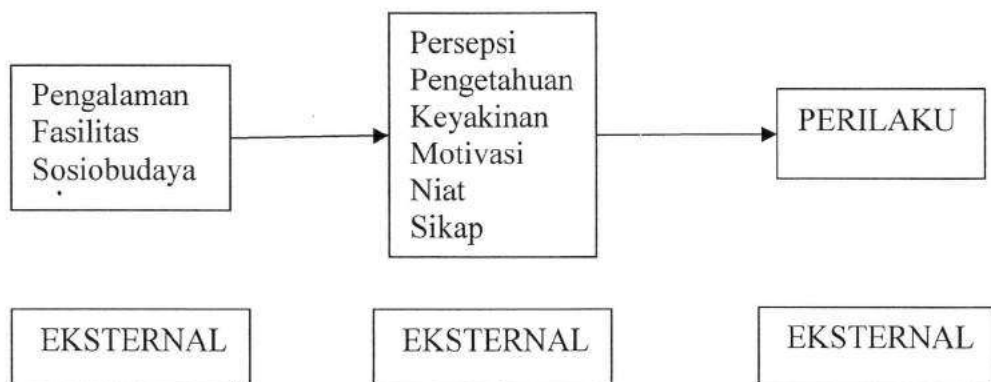 Pengalaman
Fasilitas
Sosiobudaya
Persepsi
Pengetahuan
Keyakinan
Motivasi
Niat
Sikap
PERILAKU
EKSTERNAL
EKSTERNAL
EKSTERNAL